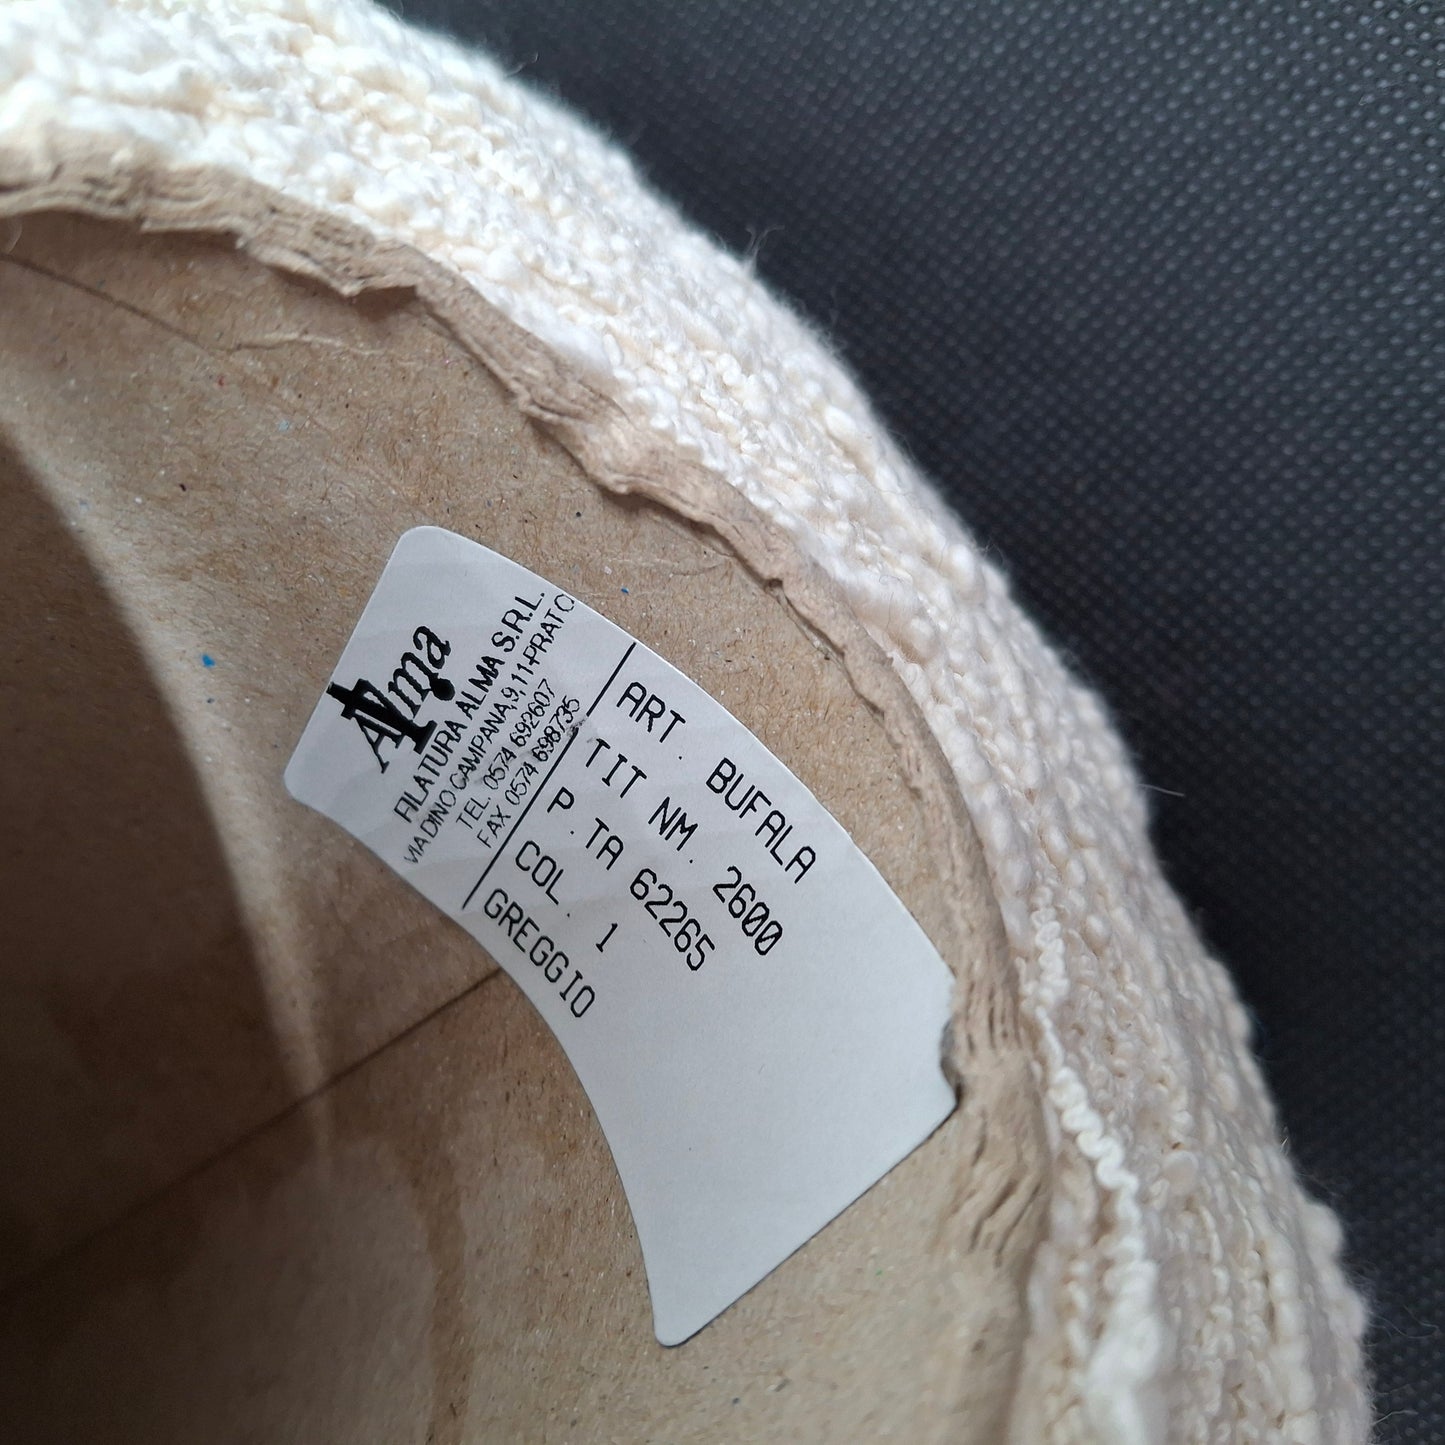 Alma
FILATURA ALMA S.R.L.
VIA DINO CAMPANA, 9, 11-PRATO
TEL. 0574 692607
FAX 0574 698735
ART. BUFALA
TIT NM. 2600
P.TA 62265
COL. 1
GREGGIO